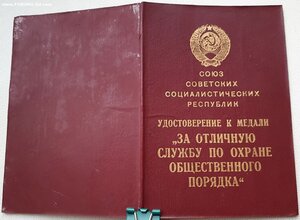 СОЮЗ
СОВЕТСКИХ
СОЦИАЛИСТИЧЕСКИХ
РЕСПУБЛИК
УДОСТОВЕРЕНИЕ К МЕДАЛИ
„ЗА ОТЛИЧНУЮ
СЛУЖБУ ПО ОХРАНЕ
ОБЩЕСТВЕННОГО
ПОРЯДКА“